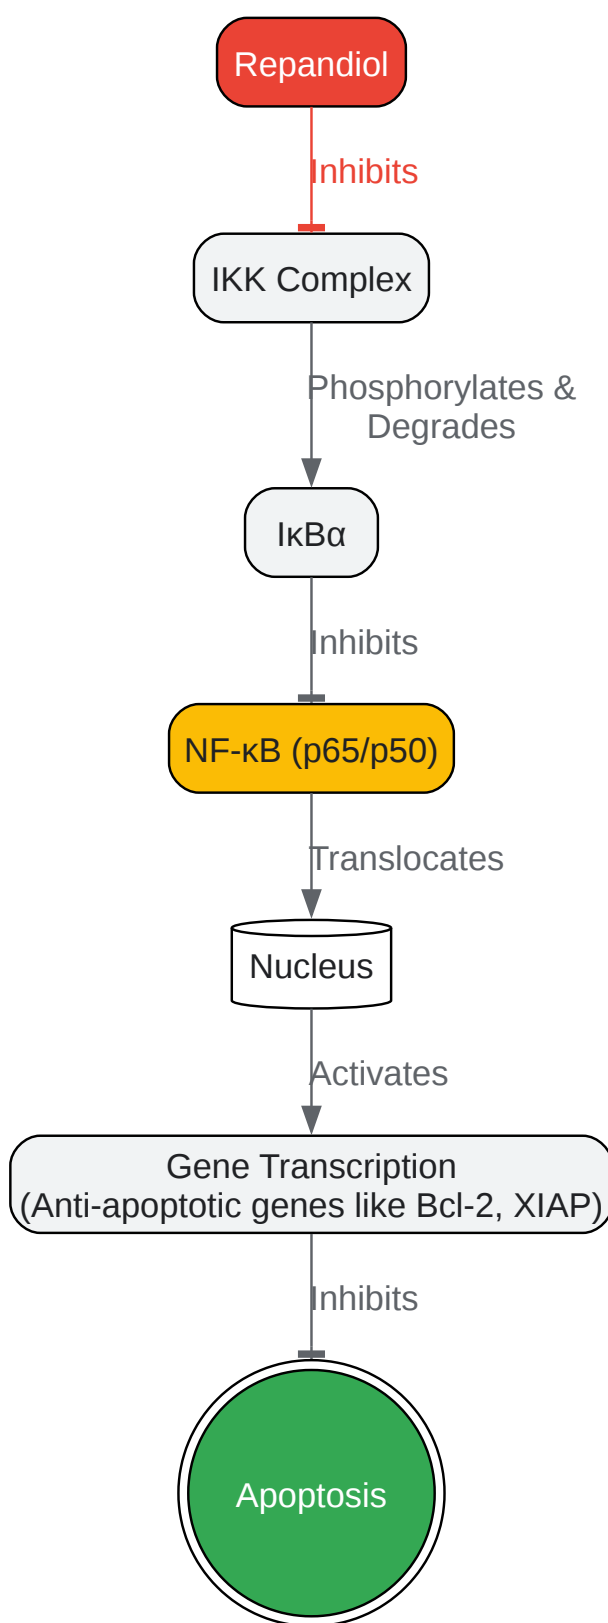 Repandiol
Inhibits
IKK Complex
Phosphorylates &
Degrades
IκBα
Inhibits
NF-κB (p65/p50)
Translocates
Nucleus
Activates
Gene Transcription
(Anti-apoptotic genes like Bcl-2, XIAP)
Inhibits
Apoptosis